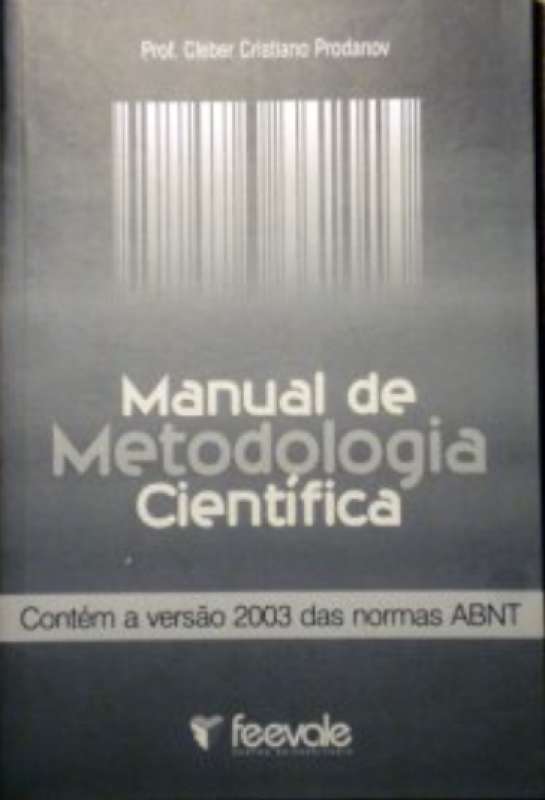 Prof. Cleber Cristiano Prodanov
Manual de
Metodologia
Científica
Contém a versão 2003 das normas ABNT
feevale